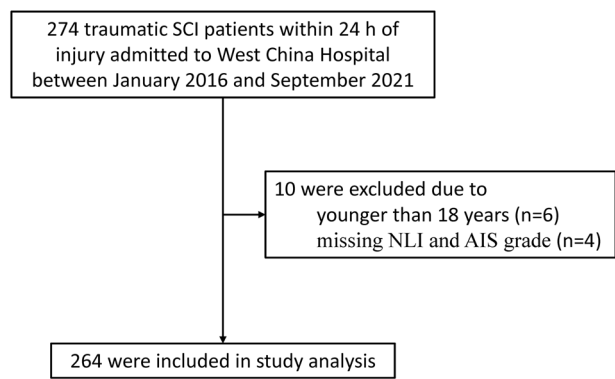 274 traumatic SCI patients within 24 h of
injury admitted to West China Hospital
between January 2016 and September 2021
10 were excluded due to
younger than 18 years (n=6)
missing NLI and AIS grade (n=4)
264 were included in study analysis